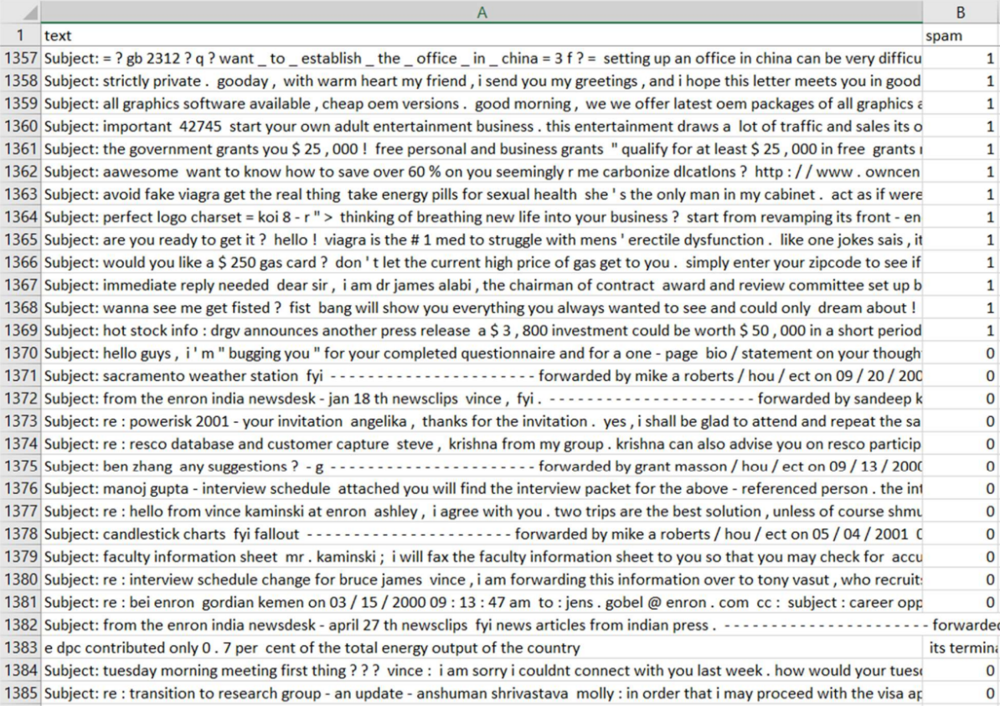 A B
1 text spam
1357 Subject: = ? gb 2312 ? q ? want _ to _ establish _ the _ office _ in _ china = 3 f ? = setting up an office in china can be very difficu 1
1358 Subject: strictly private . gooday , with warm heart my friend , i send you my greetings , and i hope this letter meets you in good 1
1359 Subject: all graphics software available , cheap oem versions . good morning , we we offer latest oem packages of all graphics a 1
1360 Subject: important 42745 start your own adult entertainment business . this entertainment draws a lot of traffic and sales its o 1
1361 Subject: the government grants you $ 25 , 000 ! free personal and business grants " qualify for at least $ 25 , 000 in free grants 1
1362 Subject: aawesome want to know how to save over 60 % on you seemingly r me carbonize dlcatlons ? http : / / www . owncen 1
1363 Subject: avoid fake viagra get the real thing take energy pills for sexual health she ' s the only man in my cabinet . act as if were 1
1364 Subject: perfect logo charset = koi 8 - r " > thinking of breathing new life into your business ? start from revamping its front - en 1
1365 Subject: are you ready to get it ? hello ! viagra is the # 1 med to struggle with mens ' erectile dysfunction . like one jokes sais , it 1
1366 Subject: would you like a $ 250 gas card ? don ' t let the current high price of gas get to you . simply enter your zipcode to see if 1
1367 Subject: immediate reply needed dear sir , i am dr james alabi , the chairman of contract award and review committee set up b 1
1368 Subject: wanna see me get fisted ? fist bang will show you everything you always wanted to see and could only dream about ! 1
1369 Subject: hot stock info : drgv announces another press release a $ 3 , 800 investment could be worth $ 50 , 000 in a short period 1
1370 Subject: hello guys , i ' m " bugging you " for your completed questionnaire and for a one - page bio / statement on your though 0
1371 Subject: sacramento weather station fyi - - - - - - - - - - - - - - - - - - - - - - forwarded by mike a roberts / hou / ect on 09 / 20 / 200 0
1372 Subject: from the enron india newsdesk - jan 18 th newsclips vince , fyi . - - - - - - - - - - - - - - - - - - - - - - forwarded by sandeep k 0
1373 Subject: re : powerisk 2001 - your invitation angelika , thanks for the invitation . yes , i shall be glad to attend and repeat the sa 0
1374 Subject: re : resco database and customer capture steve , krishna from my group . krishna can also advise you on resco particip 0
1375 Subject: ben zhang any suggestions ? - g - - - - - - - - - - - - - - - - - - - - - - forwarded by grant masson / hou / ect on 09 / 13 / 2000 0
1376 Subject: manoj gupta - interview schedule attached you will find the interview packet for the above - referenced person . the int 0
1377 Subject: re : hello from vince kaminski at enron ashley , i agree with you . two trips are the best solution , unless of course shmu 0
1378 Subject: candlestick charts fyi fallout - - - - - - - - - - - - - - - - - - - - - - forwarded by mike a roberts / hou / ect on 05 / 04 / 2001 0
1379 Subject: faculty information sheet mr . kaminski ; i will fax the faculty information sheet to you so that you may check for accu 0
1380 Subject: re : interview schedule change for bruce james vince , i am forwarding this information over to tony vasut , who recruit 0
1381 Subject: re : bei enron gordian kemen on 03 / 15 / 2000 09 : 13 : 47 am to : jens . gobel @ enron . com cc : subject : career opp 0
1382 Subject: from the enron india newsdesk - april 27 th newsclips fyi news articles from indian press . - - - - - - - - - - - - - - - - - - - - - - forwarded
1383 e dpc contributed only 0 . 7 per cent of the total energy output of the country its termina
1384 Subject: tuesday morning meeting first thing ? ? ? vince : i am sorry i couldnt connect with you last week . how would your tues 0
1385 Subject: re : transition to research group - an update - anshuman shrivastava molly : in order that i may proceed with the visa ap 0